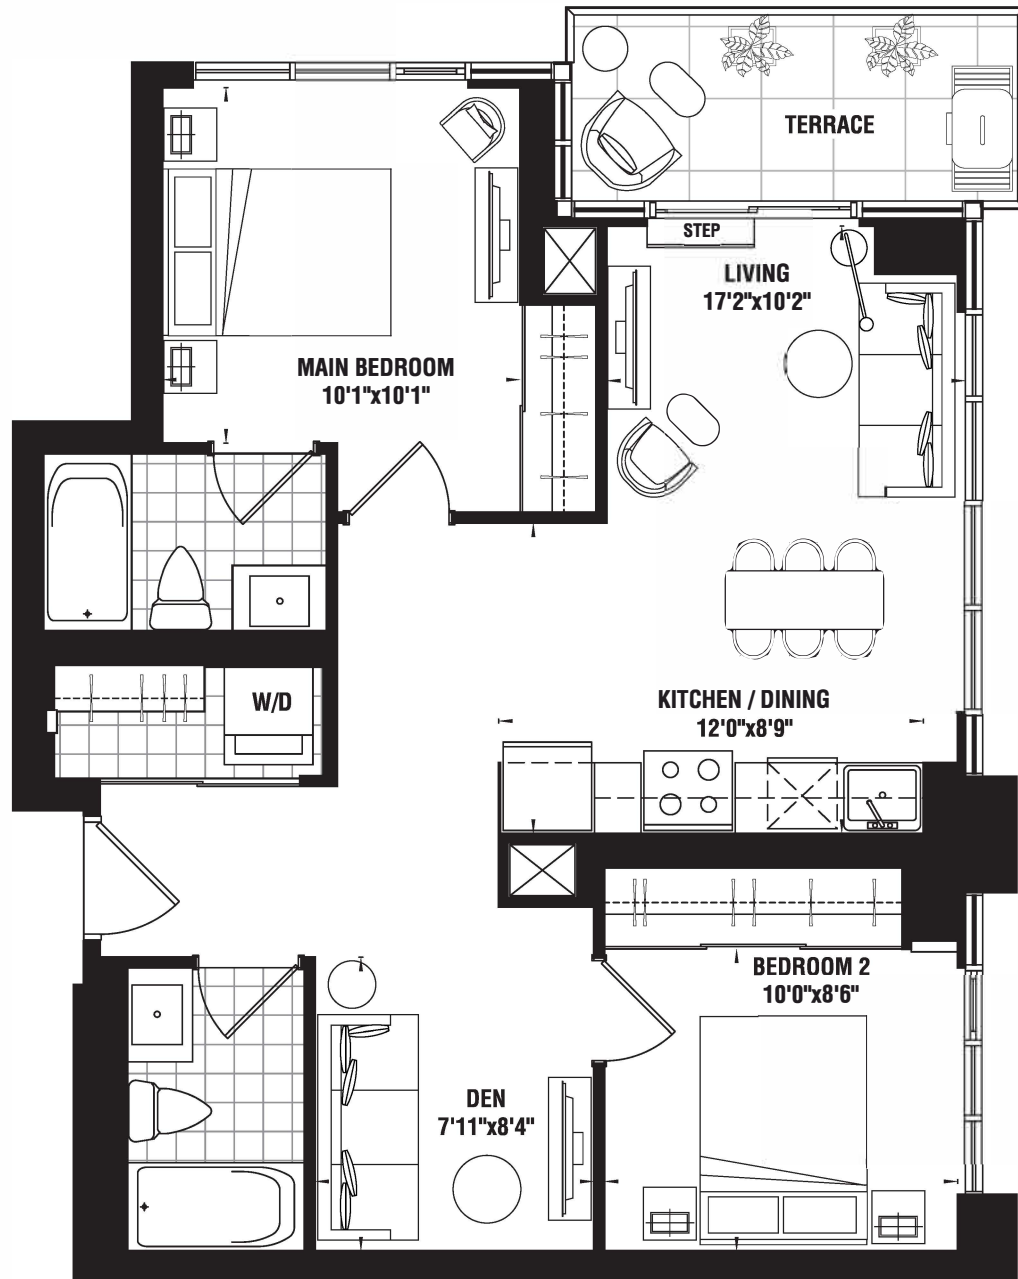 TERRACE
STEP
LIVING
17'2"x10'2"
MAIN BEDROOM
10'1"x10'1"
W/D
KITCHEN / DINING
12'0"x8'9"
BEDROOM 2
10'0"x8'6"
DEN
7'11"x8'4"